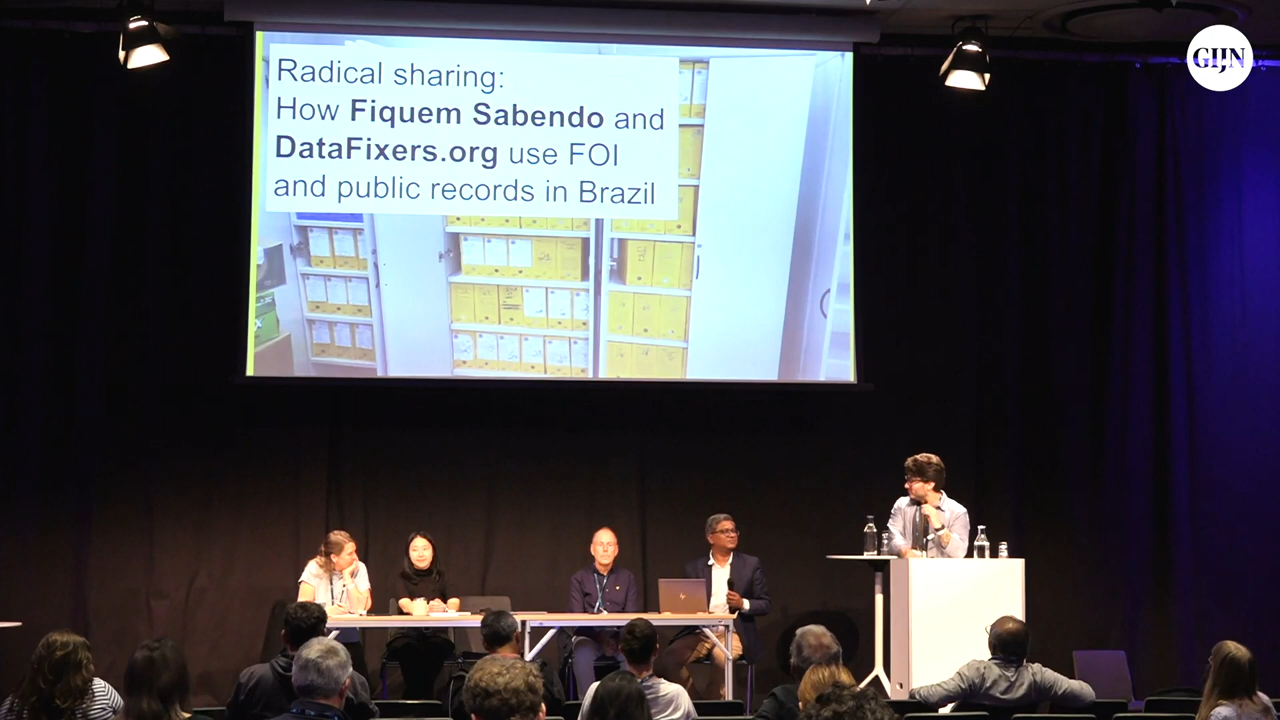 GIJN
Radical sharing:
How Fiquem Sabendo and
DataFixers.org use FOI
and public records in Brazil